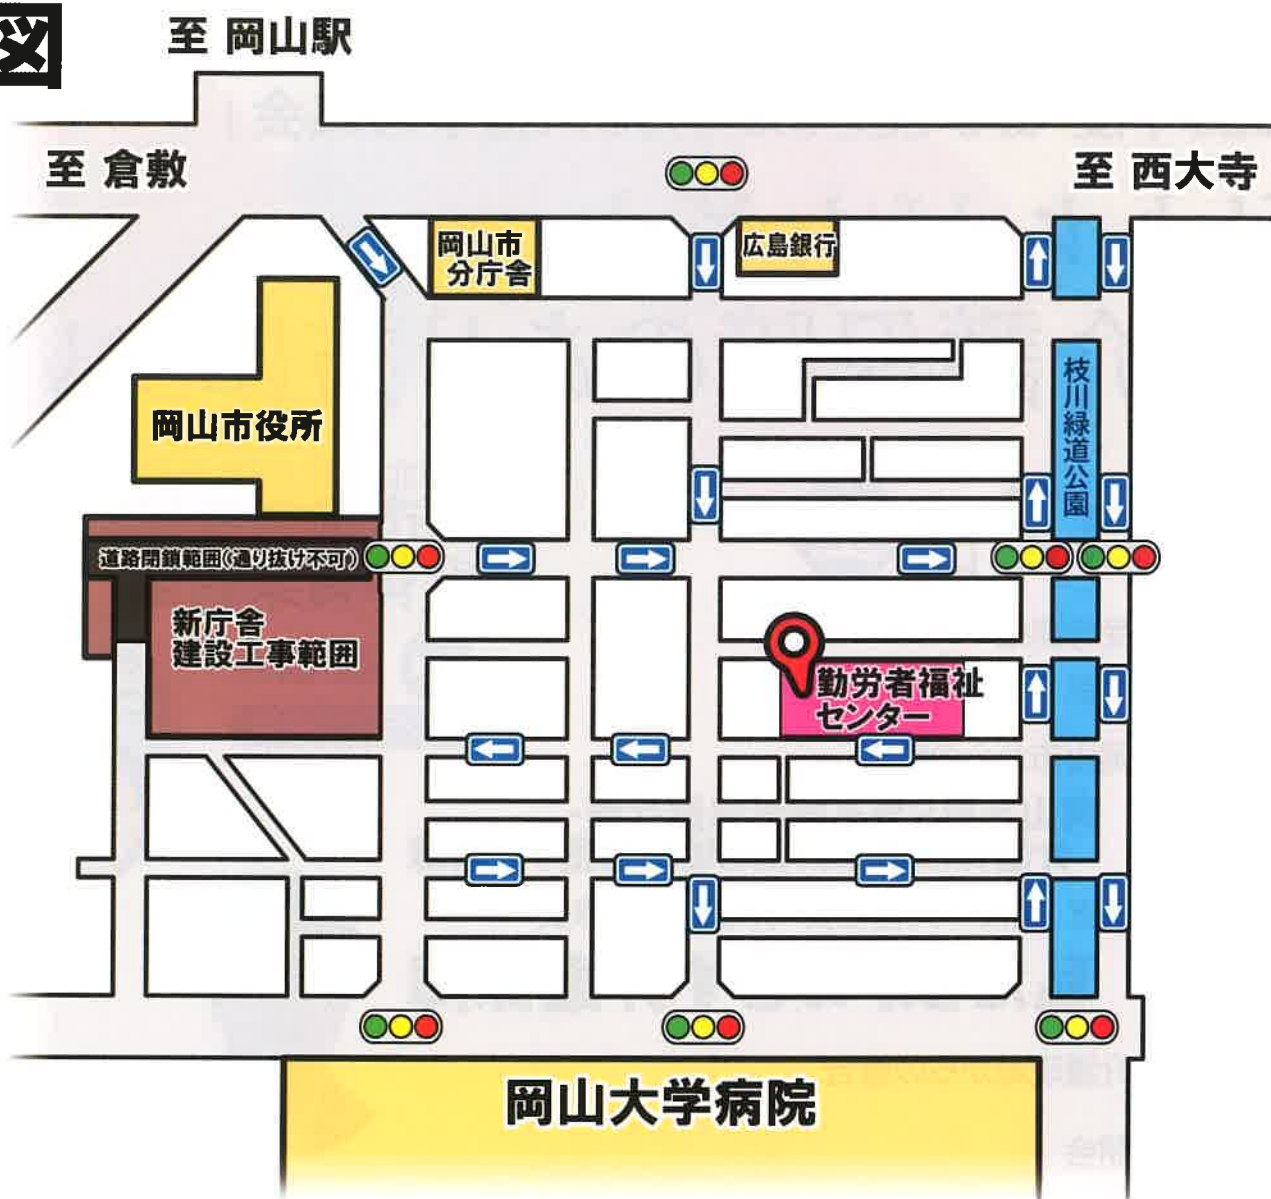 図
至 岡山駅
至 倉敷
至 西大寺
岡山市
分庁舎
広島銀行
枝川緑道公園
岡山市役所
道路閉鎖範囲(通り抜け不可)
新庁舎
建設工事範囲
勤労者福祉
センター
岡山大学病院